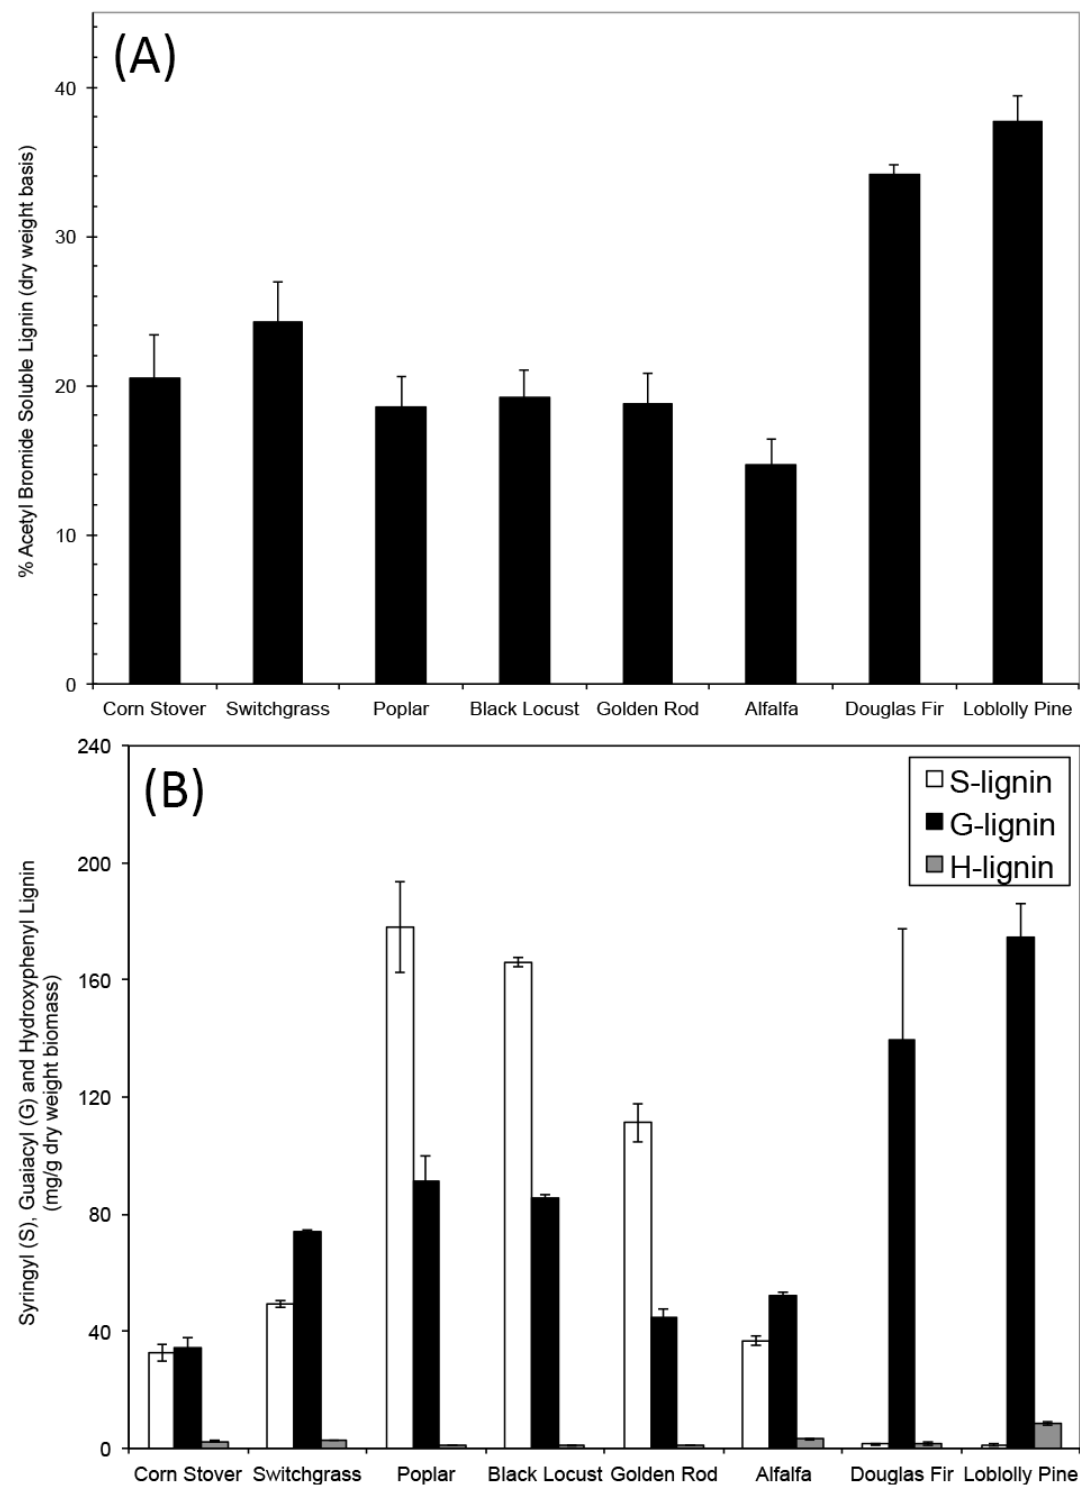 (A)
% Acetyl Bromide Soluble Lignin (dry weight basis)
40
30
20
10
0
Corn Stover Switchgrass Poplar Black Locust Golden Rod Alfalfa Douglas Fir Loblolly Pine
(B)
Syringyl (S), Guaiacyl (G) and Hydroxyphenyl Lignin
(mg/g dry weight biomass)
240
200
160
120
80
40
0
S-lignin
G-lignin
H-lignin
Corn Stover Switchgrass Poplar Black Locust Golden Rod Alfalfa Douglas Fir Loblolly Pine